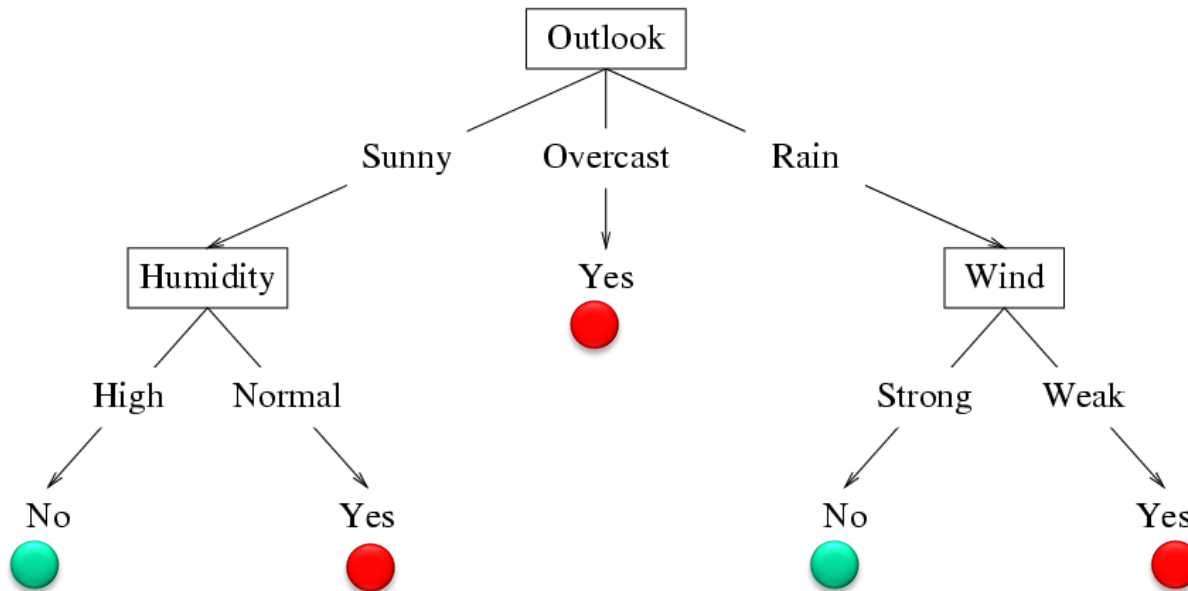 Outlook
Sunny Overcast Rain
Humidity Yes Wind
High Normal Strong Weak
No Yes No Yes